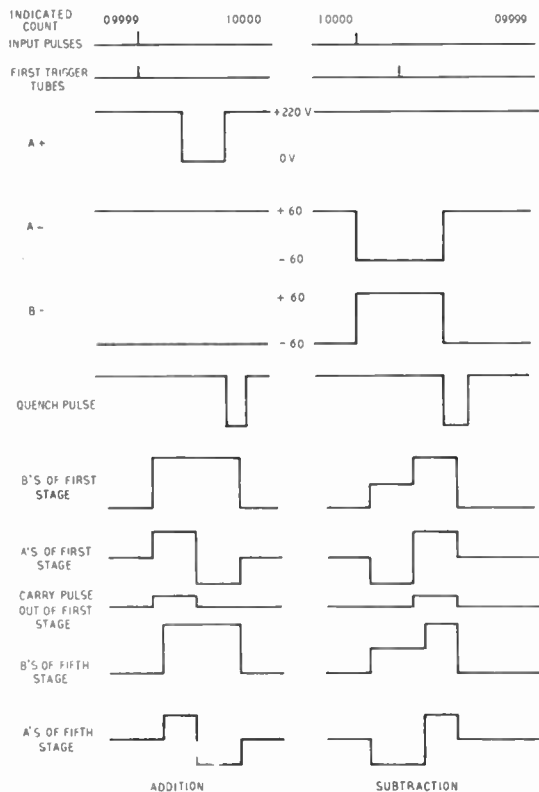 INDICATED
COUNT
09999
10000
10000
09999
INPUT PULSES
FIRST TRIGGER
TUBES
+220 V
A +
0 V
A -
+ 60
- 60
B -
+ 60
- 60
QUENCH PULSE
B'S OF FIRST
STAGE
A'S OF FIRST
STAGE
CARRY PULSE
OUT OF FIRST
STAGE
B'S OF FIFTH
STAGE
A'S OF FIFTH
STAGE
ADDITION
SUBTRACTION